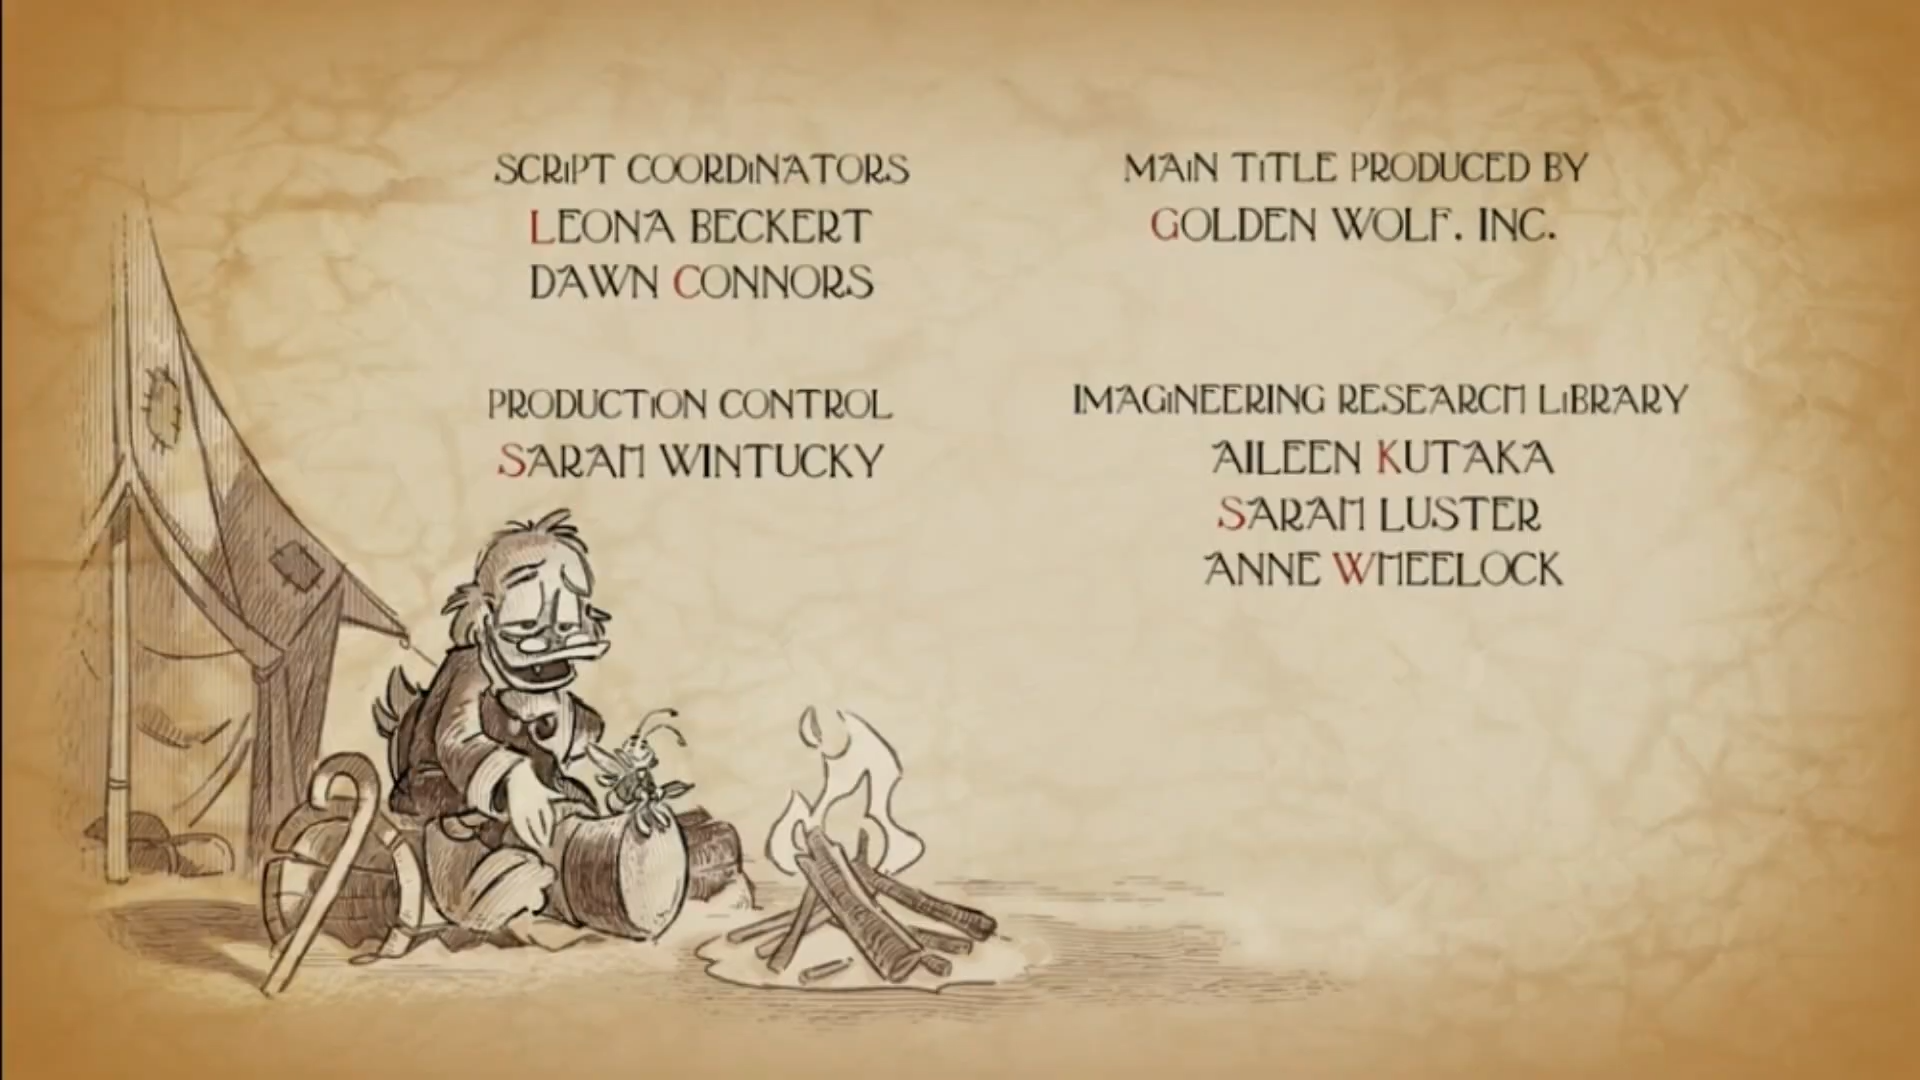 SCRIPT COORDINATORS
LEONA BECKERT
DAWN CONNORS
PRODUCTION CONTROL
SARAH WINTUCKY
MAIN TITLE PRODUCED BY
GOLDEN WOLF. INC.
IMAGINEERING RESEARCH LIBRARY
AILEEN KUTAKA
SARAH LUSTER
ANNE WHEELOCK